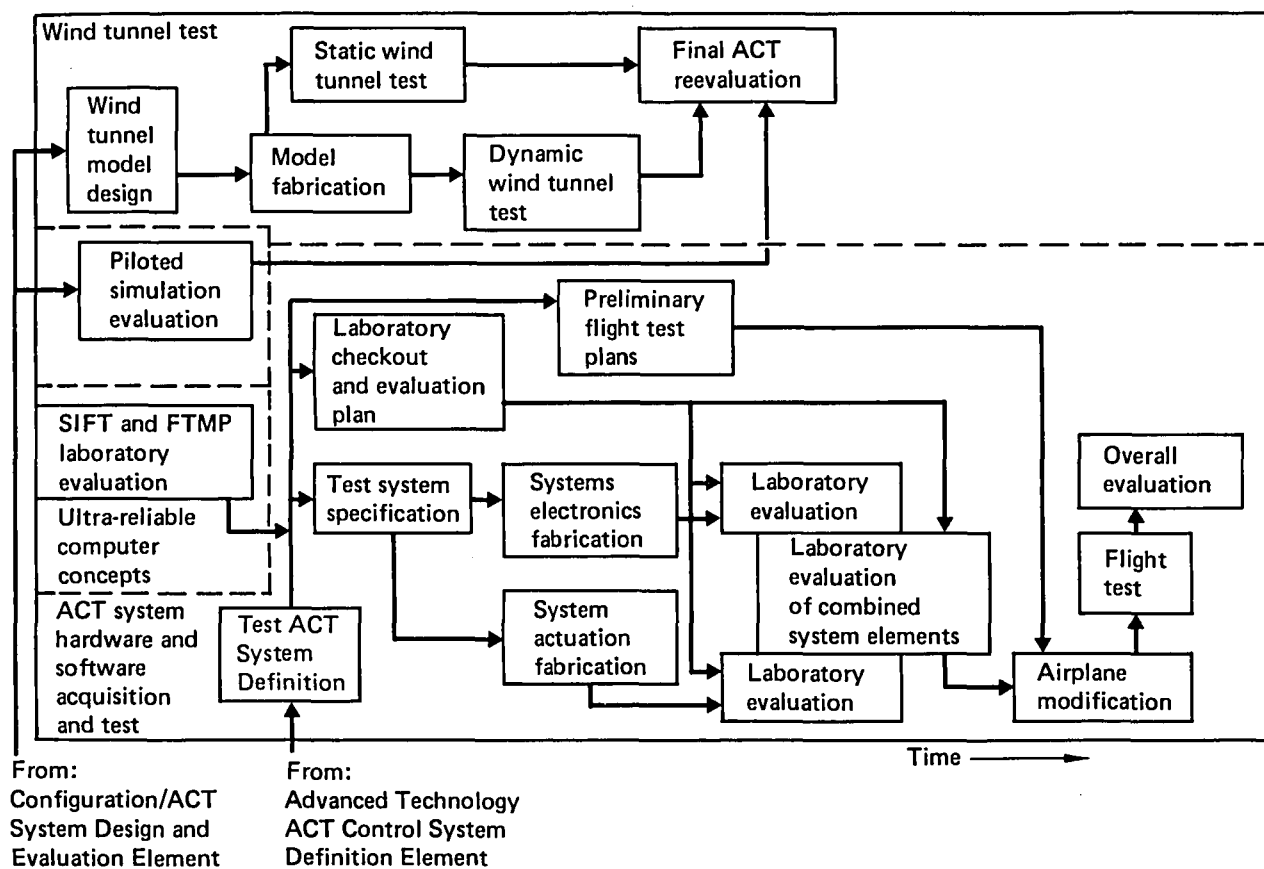 Wind tunnel test
Static wind
tunnel test
Final ACT
reevaluation
Wind
tunnel
model
design
Model
fabrication
Dynamic
wind tunnel
test
Piloted
simulation
evaluation
Preliminary
flight test
plans
Laboratory
checkout
and evaluation
plan
SIFT and FTMP
laboratory
evaluation
Ultra-reliable
computer
concepts
Test system
specification
Systems
electronics
fabrication
Laboratory
evaluation
Overall
evaluation
Laboratory
evaluation
of combined
system elements
Flight
test
ACT system
hardware and
software
acquisition
and test
Test ACT
System
Definition
System
actuation
fabrication
Laboratory
evaluation
Airplane
modification
Time
From:
Configuration/ACT
System Design and
Evaluation Element
From:
Advanced Technology
ACT Control System
Definition Element